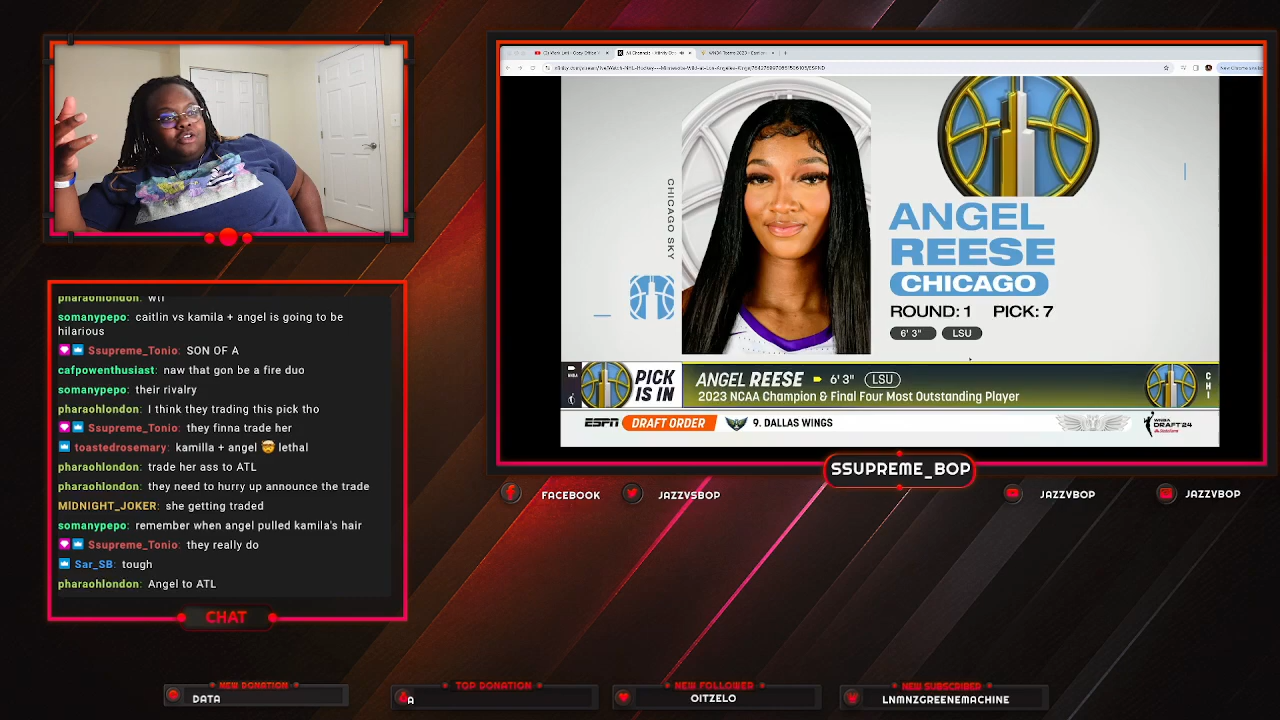 New Chrome available
CHICAGO SKY
ANGEL
REESE
CHICAGO
ROUND: 1 PICK: 7
6' 3" LSU
PICK
IS IN
ANGEL REESE 6' 3" LSU
2023 NCAA Champion & Final Four Most Outstanding Player
CHI
ESPN DRAFT ORDER 9. DALLAS WINGS
WNBA
DRAFT'24
SSUPREME_BOP
FACEBOOK JAZZVSBOP JAZZVBOP JAZZVBOP
pharaohlondon: wtf
somanypepo: caitlin vs kamila + angel is going to be
hilarious
Ssupreme_Tonio: SON OF A
cafpowenthusiast: naw that gon be a fire duo
somanypepo: their rivalry
pharaohlondon: I think they trading this pick tho
Ssupreme_Tonio: they finna trade her
toastedrosemary: kamilla + angel 🤯 lethal
pharaohlondon: trade her ass to ATL
pharaohlondon: they need to hurry up announce the trade
MIDNIGHT_JOKER: she getting traded
somanypepo: remember when angel pulled kamila's hair
Ssupreme_Tonio: they really do
Sar_SB: tough
pharaohlondon: Angel to ATL
CHAT
NEW DONATION TOP DONATION NEW FOLLOWER NEW SUBSCRIBER
DATA A OITZELO LNMNZGREENEMACHINE